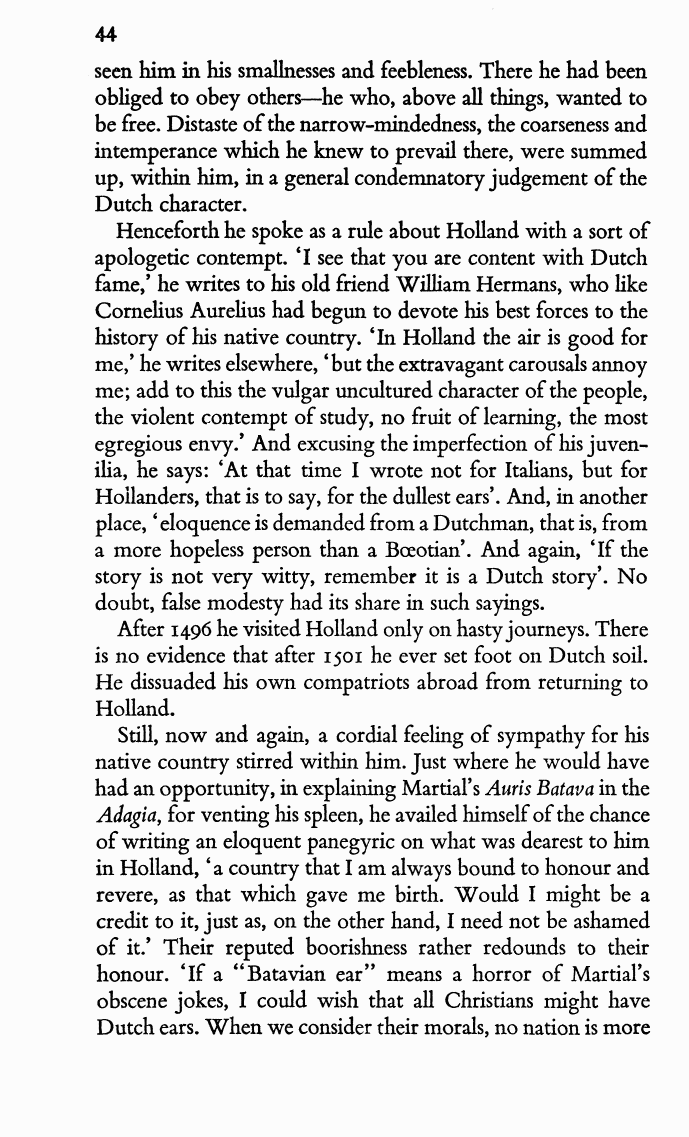 44
seen him in his smallnesses and feebleness. There he had been
obliged to obey others—he who, above all things, wanted to
be free. Distaste of the narrow-mindedness, the coarseness and
intemperance which he knew to prevail there, were summed
up, within him, in a general condemnatory judgement of the
Dutch character.
Henceforth he spoke as a rule about Holland with a sort of
apologetic contempt. ‘I see that you are content with Dutch
fame,’ he writes to his old friend William Hermans, who like
Cornelius Aurelius had begun to devote his best forces to the
history of his native country. ‘In Holland the air is good for
me,’ he writes elsewhere, ‘but the extravagant carousals annoy
me; add to this the vulgar uncultured character of the people,
the violent contempt of study, no fruit of learning, the most
egregious envy.’ And excusing the imperfection of his juven-
ilia, he says: ‘At that time I wrote not for Italians, but for
Hollanders, that is to say, for the dullest ears’. And, in another
place, ‘eloquence is demanded from a Dutchman, that is, from
a more hopeless person than a Bœotian’. And again, ‘If the
story is not very witty, remember it is a Dutch story’. No
doubt, false modesty had its share in such sayings.
After 1496 he visited Holland only on hasty journeys. There
is no evidence that after 1501 he ever set foot on Dutch soil.
He dissuaded his own compatriots abroad from returning to
Holland.
Still, now and again, a cordial feeling of sympathy for his
native country stirred within him. Just where he would have
had an opportunity, in explaining Martial’s Auris Batava in the
Adagia, for venting his spleen, he availed himself of the chance
of writing an eloquent panegyric on what was dearest to him
in Holland, ‘a country that I am always bound to honour and
revere, as that which gave me birth. Would I might be a
credit to it, just as, on the other hand, I need not be ashamed
of it.’ Their reputed boorishness rather redounds to their
honour. ‘If a “Batavian ear” means a horror of Martial’s
obscene jokes, I could wish that all Christians might have
Dutch ears. When we consider their morals, no nation is more